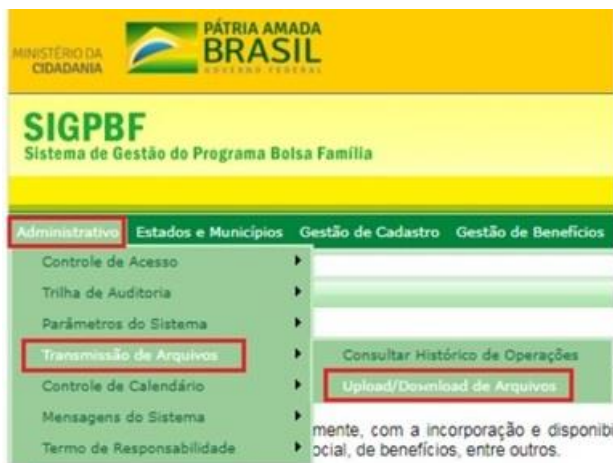 MINISTÉRIO DA
CIDADANIA
PÁTRIA AMADA
BRASIL
GOVERNO FEDERAL
SIGPBF
Sistema de Gestão do Programa Bolsa Família
Administrativo Estados e Municípios Gestão de Cadastro Gestão de Benefícios
Controle de Acesso
Trilha de Auditoria
Parâmetros do Sistema
Transmissão de Arquivos Consultar Histórico de Operações
Controle de Calendário Upload/Download de Arquivos
Mensagens do Sistema
mente, com a incorporação e disponibi
Termo de Responsabilidade ocial, de benefícios, entre outros.